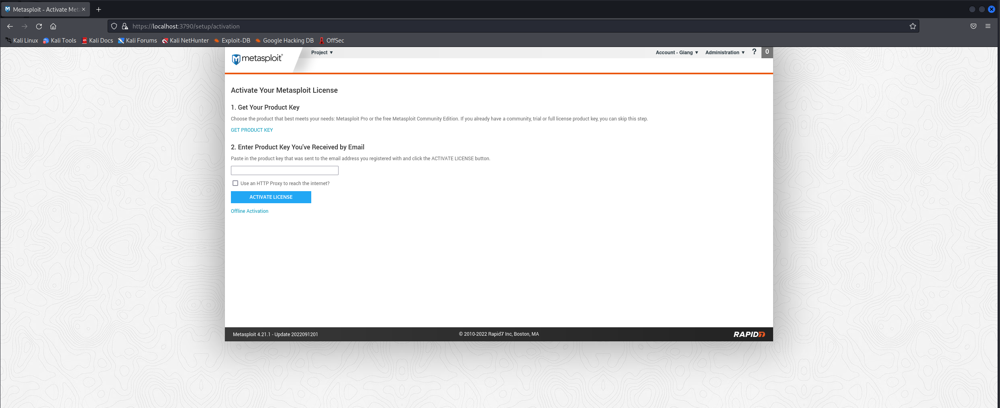 Metasploit - Activate Met
https://localhost:3790/setup/activation
Kali Linux Kali Tools Kali Docs Kali Forums Kali NetHunter Exploit-DB Google Hacking DB OffSec
metasploit®
Project ▼ Account - Giang ▼ Administration ▼ ? 0
Activate Your Metasploit License
1. Get Your Product Key
Choose the product that best meets your needs: Metasploit Pro or the free Metasploit Community Edition. If you already have a community, trial or full license product key, you can skip this step.
GET PRODUCT KEY
2. Enter Product Key You've Received by Email
Paste in the product key that was sent to the email address you registered with and click the ACTIVATE LICENSE button.
Use an HTTP Proxy to reach the internet?
ACTIVATE LICENSE
Offline Activation
Metasploit 4.21.1 - Update 2022091201 © 2010-2022 Rapid7 Inc, Boston, MA RAPID7